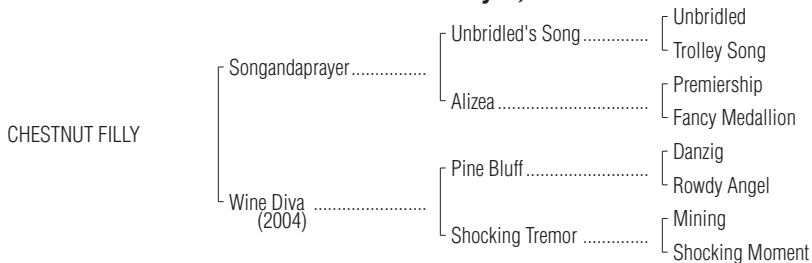 Unbridled
Unbridled's Song..............
Trolley Song
Songandaprayer................
Premiership
Alizea................................
Fancy Medallion
CHESTNUT FILLY
Danzig
Pine Bluff..........................
Rowdy Angel
Wine Diva ........................
(2004)
Mining
Shocking Tremor ..............
Shocking Moment